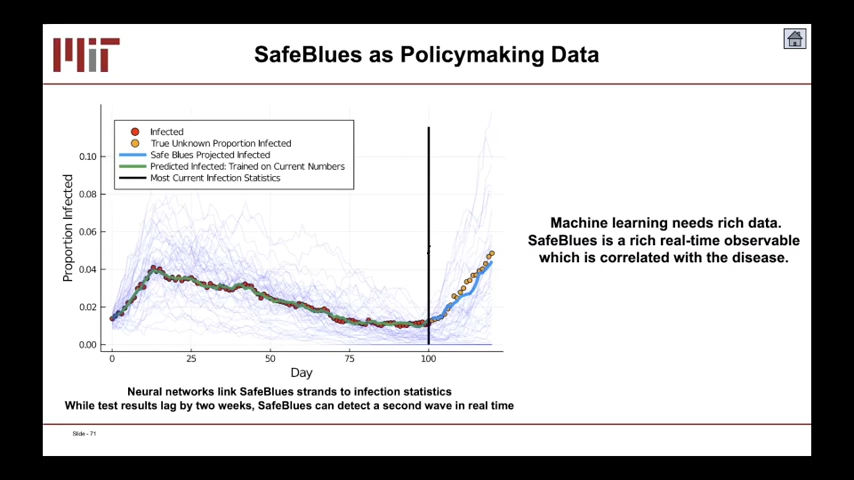 MIT
SafeBlues as Policymaking Data
Infected
True Unknown Proportion Infected
Safe Blues Projected Infected
Predicted Infected: Trained on Current Numbers
Most Current Infection Statistics
Proportion Infected
0.10
0.08
0.06
0.04
0.02
0.00
0 25 50 75 100
Day
Machine learning needs rich data.
SafeBlues is a rich real-time observable
which is correlated with the disease.
Neural networks link SafeBlues strands to infection statistics
While test results lag by two weeks, SafeBlues can detect a second wave in real time
Slide - 71